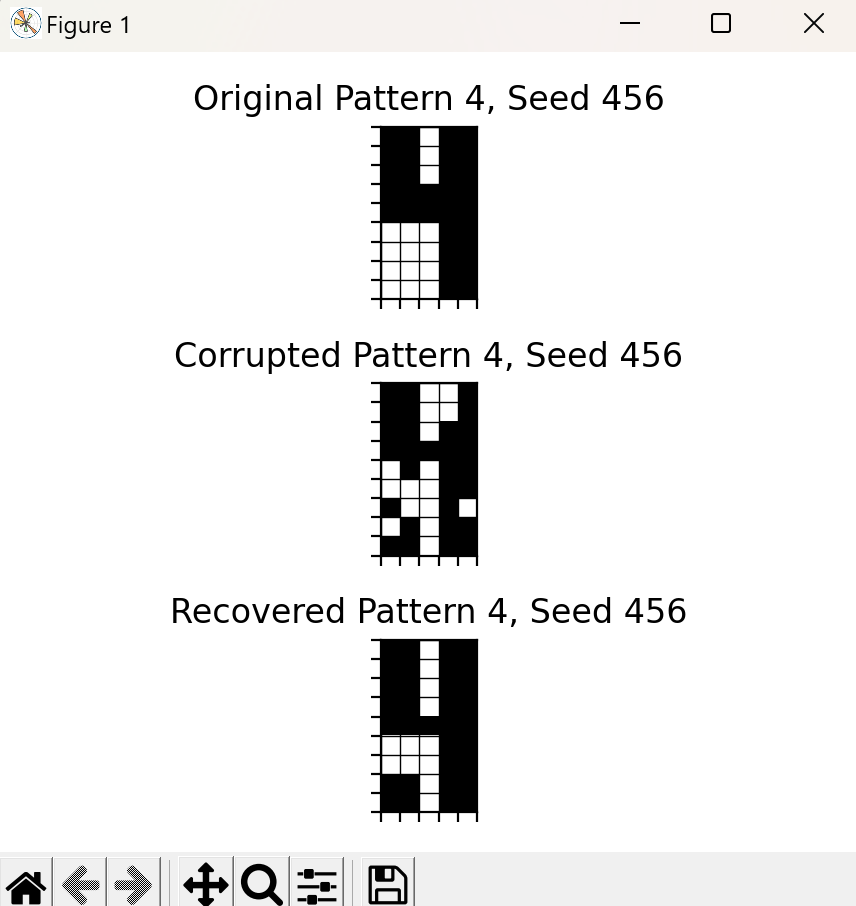 Figure 1
Original Pattern 4, Seed 456
Corrupted Pattern 4, Seed 456
Recovered Pattern 4, Seed 456